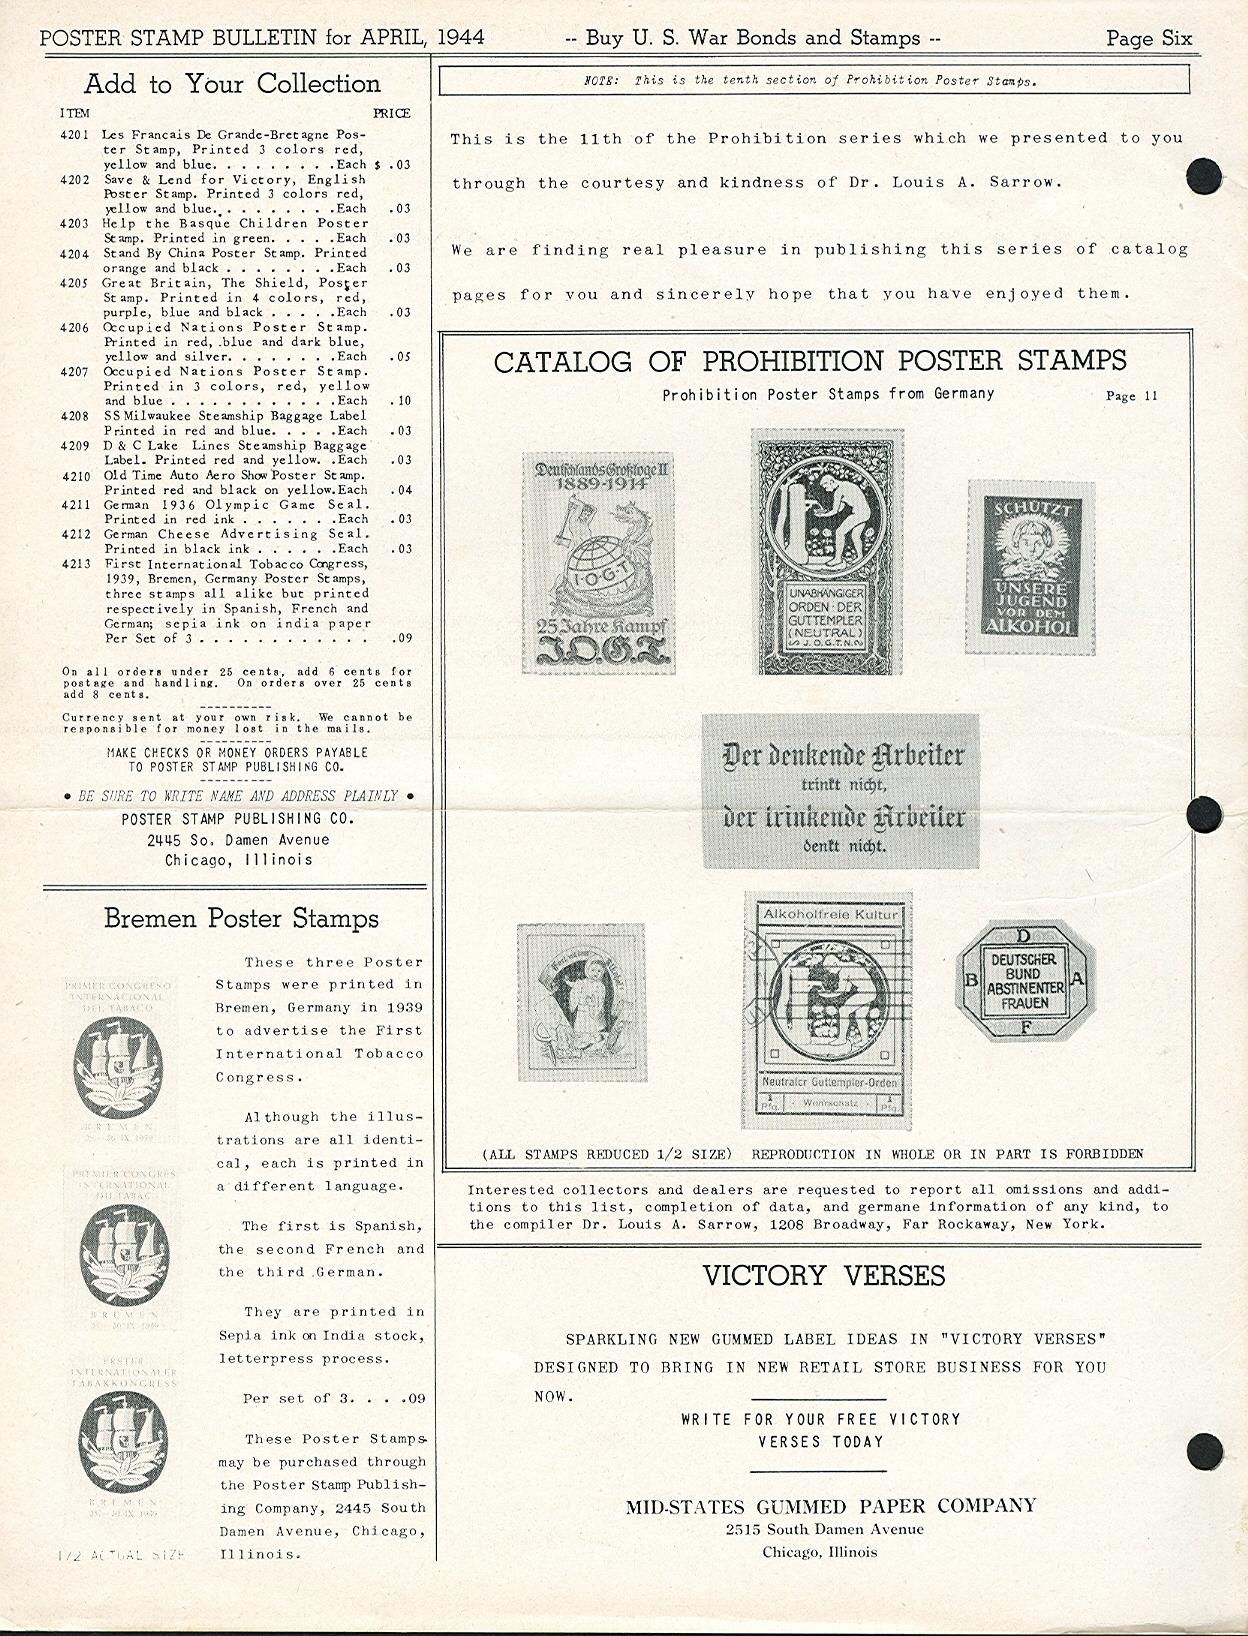 POSTER STAMP BULLETIN for APRIL, 1944 -- Buy U. S. War Bonds and Stamps -- Page Six
Add to Your Collection
ITEM PRICE
4201 Les Francais De Grande-Bretagne Pos-
ter Stamp, Printed 3 colors red,
yellow and blue. . . . . . . . .Each $ .03
4202 Save & Lend for Victory, English
Poster Stamp. Printed 3 colors red,
yellow and blue. . . . . . . . .Each .03
4203 Help the Basque Children Poster
Stamp. Printed in green. . . . .Each .03
4204 Stand By China Poster Stamp. Printed
orange and black . . . . . . . .Each .03
4205 Great Britain, The Shield, Poster
Stamp. Printed in 4 colors, red,
purple, blue and black . . . . .Each .03
4206 Occupied Nations Poster Stamp.
Printed in red, .blue and dark blue,
yellow and silver. . . . . . . .Each .05
4207 Occupied Nations Poster Stamp.
Printed in 3 colors, red, yellow
and blue . . . . . . . . . . . .Each .10
4208 SS Milwaukee Steamship Baggage Label
Printed in red and blue. . . . .Each .03
4209 D & C Lake Lines Steamship Baggage
Label. Printed red and yellow. .Each .03
4210 Old Time Auto Aero Show Poster Stamp.
Printed red and black on yellow.Each .04
4211 German 1936 Olympic Game Seal.
Printed in red ink . . . . . . .Each .03
4212 German Cheese Advertising Seal.
Printed in black ink . . . . . .Each .03
4213 First International Tobacco Congress,
1939, Bremen, Germany Poster Stamps,
three stamps all alike but printed
respectively in Spanish, French and
German; sepia ink on india paper
Per Set of 3 . . . . . . . . . . . . .09
On all orders under 25 cents, add 6 cents for
postage and handling. On orders over 25 cents
add 8 cents.
----------
Currency sent at your own risk. We cannot be
responsible for money lost in the mails.
----------
MAKE CHECKS OR MONEY ORDERS PAYABLE
TO POSTER STAMP PUBLISHING CO.
----------
• BE SURE TO WRITE NAME AND ADDRESS PLAINLY •
POSTER STAMP PUBLISHING CO.
2445 So. Damen Avenue
Chicago, Illinois
Bremen Poster Stamps
These three Poster
Stamps were printed in
Bremen, Germany in 1939
to advertise the First
International Tobacco
Congress.
Although the illus-
trations are all identi-
cal, each is printed in
a different language.
The first is Spanish,
the second French and
the third German.
They are printed in
Sepia ink on India stock,
letterpress process.
Per set of 3. . . . .09
These Poster Stamps
may be purchased through
the Poster Stamp Publish-
ing Company, 2445 South
Damen Avenue, Chicago,
Illinois.
PRIMER CONGRESO
INTERNACIONAL
DEL TABACO
BREMEN
PREMIER CONGRES
INTERNATIONAL
DU TABAC
BREMEN
ERSTER
INTERNATIONALER
TABAKKONGRESS
BREMEN
1/2 ACTUAL SIZE
NOTE: This is the tenth section of Prohibition Poster Stamps.
This is the 11th of the Prohibition series which we presented to you
through the courtesy and kindness of Dr. Louis A. Sarrow.
We are finding real pleasure in publishing this series of catalog
pages for you and sincerely hope that you have enjoyed them.
CATALOG OF PROHIBITION POSTER STAMPS
Prohibition Poster Stamps from Germany Page 11
Deutschlands Großloge II
1889-1914
I·O·G·T
25 Jahre Kampf
I.O.G.T.
UNABHÄNGIGER
ORDEN·DER
GUTTEMPLER
(NEUTRAL)
J.O.G.T.N.
SCHÜTZT
UNSERE
JUGEND
VOR DEM
ALKOHOL
Der denkende Arbeiter
trinkt nicht,
der trinkende Arbeiter
denkt nicht.
Alkoholfreie Kultur
Neutraler Guttempler-Orden
1 Pfg. · Wehrschatz · 1 Pfg.
D
B A
F
DEUTSCHER
BUND
ABSTINENTER
FRAUEN
(ALL STAMPS REDUCED 1/2 SIZE) REPRODUCTION IN WHOLE OR IN PART IS FORBIDDEN
Interested collectors and dealers are requested to report all omissions and addi-
tions to this list, completion of data, and germane information of any kind, to
the compiler Dr. Louis A. Sarrow, 1208 Broadway, Far Rockaway, New York.
VICTORY VERSES
SPARKLING NEW GUMMED LABEL IDEAS IN "VICTORY VERSES"
DESIGNED TO BRING IN NEW RETAIL STORE BUSINESS FOR YOU
NOW.
WRITE FOR YOUR FREE VICTORY
VERSES TODAY
MID-STATES GUMMED PAPER COMPANY
2515 South Damen Avenue
Chicago, Illinois